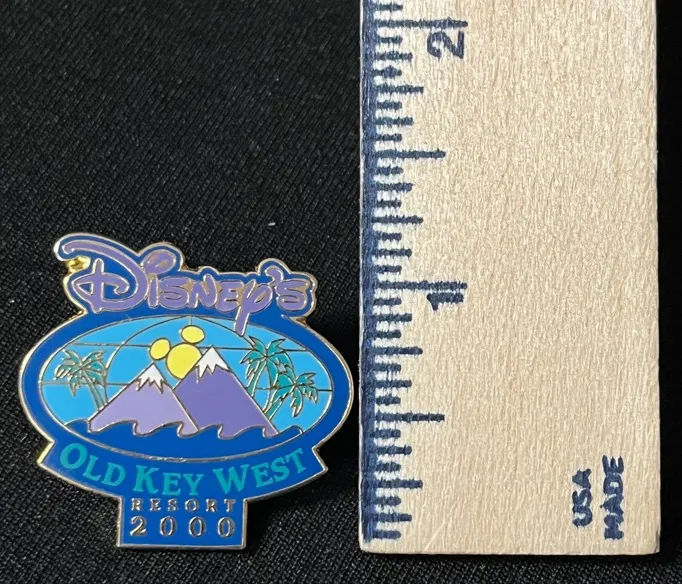 Disney's
OLD KEY WEST
RESORT
2000
2
1
USA
MADE